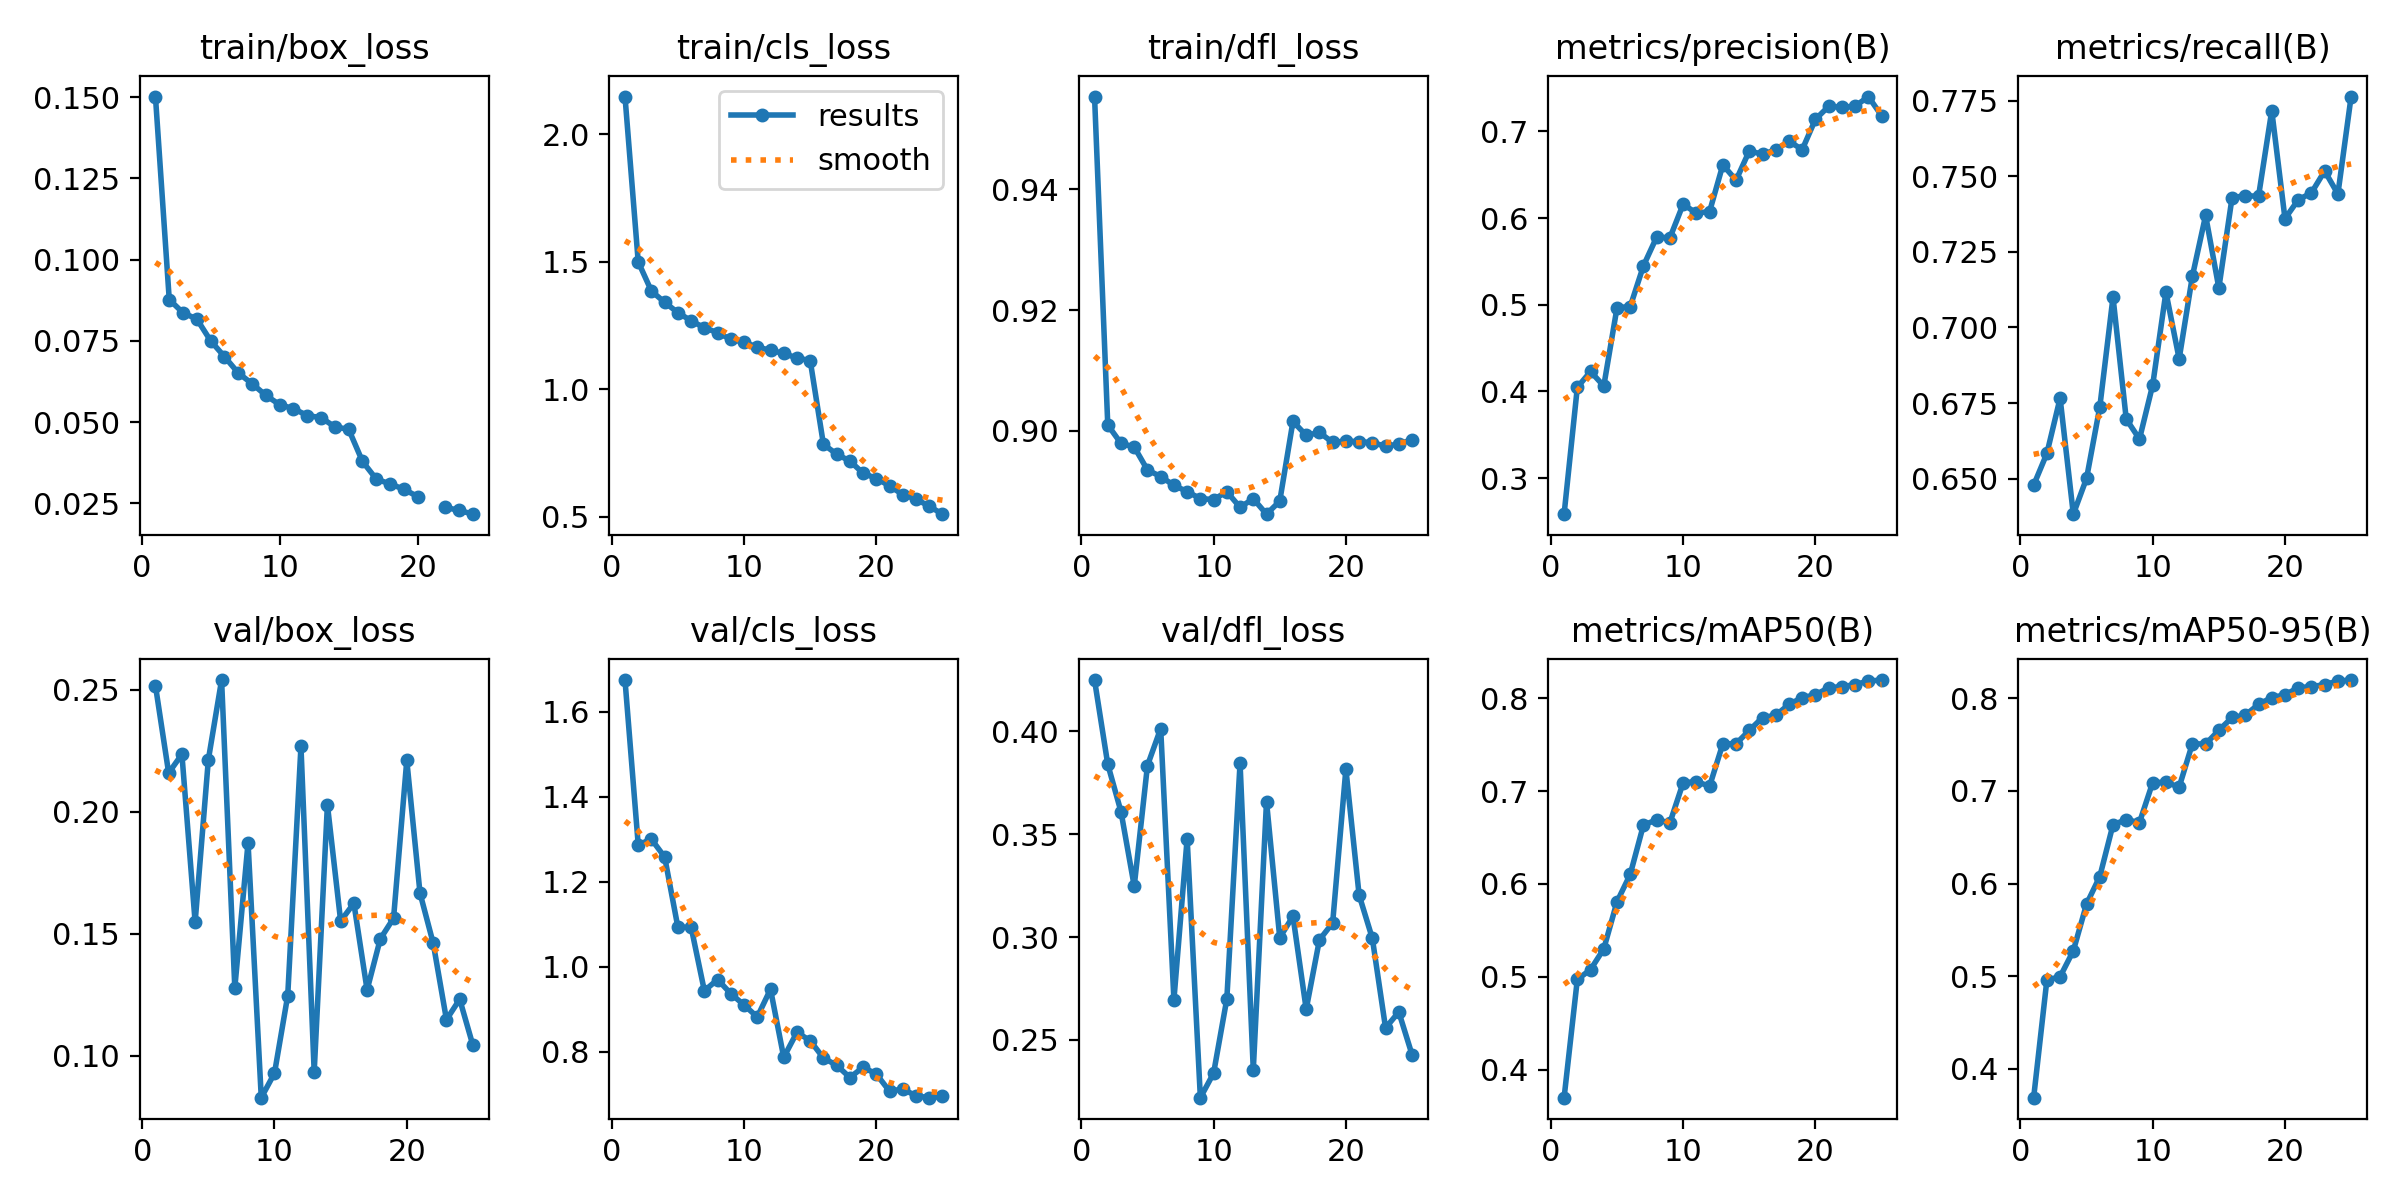 train/box_loss
0.150
0.125
0.100
0.075
0.050
0.025
0 10 20
train/cls_loss
results
smooth
2.0
1.5
1.0
0.5
0 10 20
train/dfl_loss
0.94
0.92
0.90
0 10 20
metrics/precision(B)
0.7
0.6
0.5
0.4
0.3
0 10 20
metrics/recall(B)
0.775
0.750
0.725
0.700
0.675
0.650
0 10 20
val/box_loss
0.25
0.20
0.15
0.10
0 10 20
val/cls_loss
1.6
1.4
1.2
1.0
0.8
0 10 20
val/dfl_loss
0.40
0.35
0.30
0.25
0 10 20
metrics/mAP50(B)
0.8
0.7
0.6
0.5
0.4
0 10 20
metrics/mAP50-95(B)
0.8
0.7
0.6
0.5
0.4
0 10 20